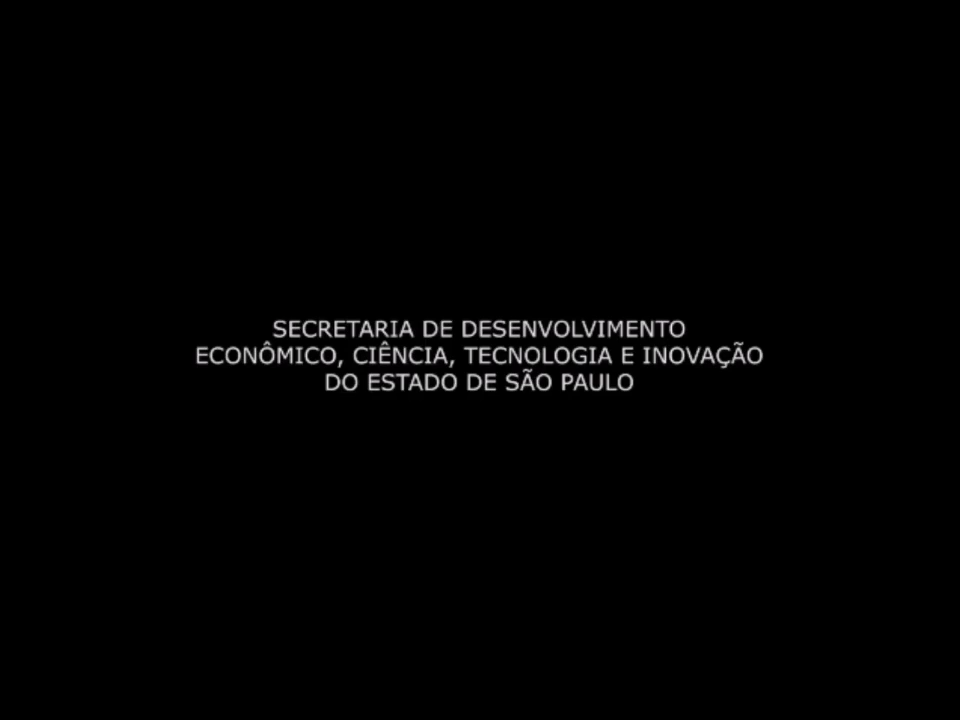 SECRETARIA DE DESENVOLVIMENTO
ECONÔMICO, CIÊNCIA, TECNOLOGIA E INOVAÇÃO
DO ESTADO DE SÃO PAULO